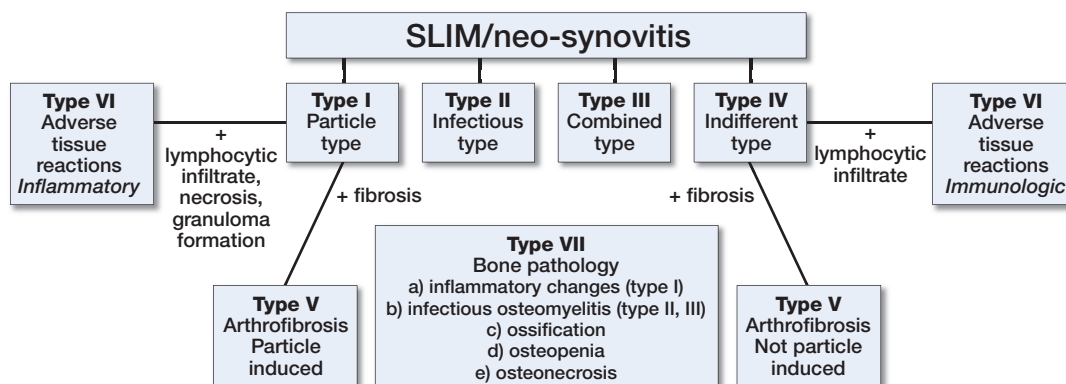 SLIM/neo-synovitis
Type VI
Adverse
tissue
reactions
Inflammatory
+
lymphocytic
infiltrate,
necrosis,
granuloma
formation
Type I
Particle
type
Type II
Infectious
type
Type III
Combined
type
Type IV
Indifferent
type
+
lymphocytic
infiltrate
Type VI
Adverse
tissue
reactions
Immunologic
+ fibrosis
+ fibrosis
Type V
Arthrofibrosis
Particle
induced
Type VII
Bone pathology
a) inflammatory changes (type I)
b) infectious osteomyelitis (type II, III)
c) ossification
d) osteopenia
e) osteonecrosis
Type V
Arthrofibrosis
Not particle
induced